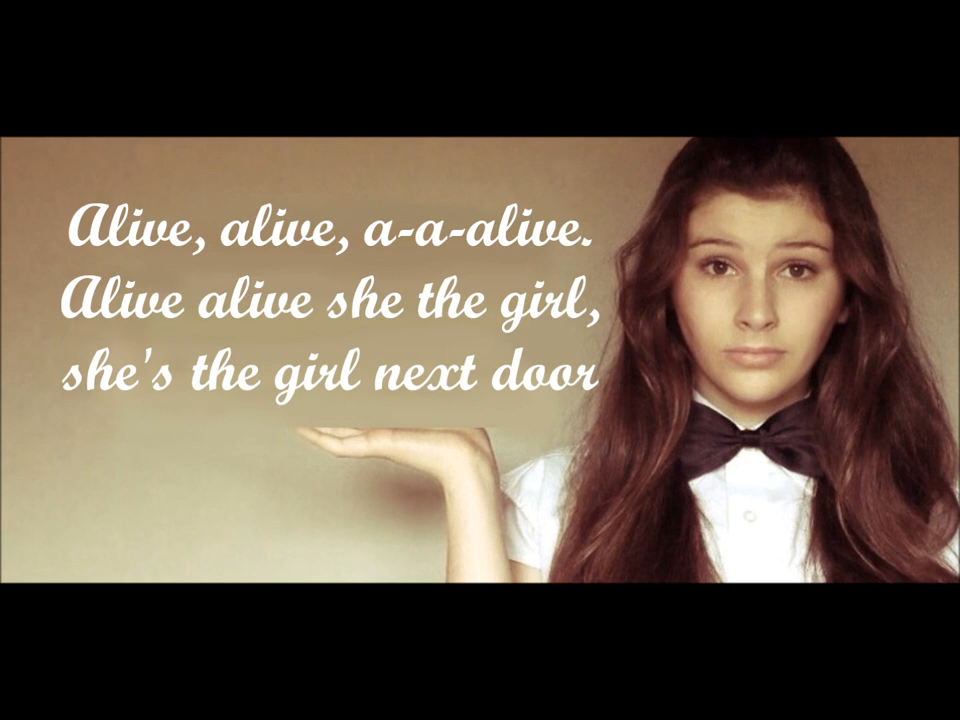 Alive, alive, a-a-alive.
Alive alive she the girl,
she's the girl next door